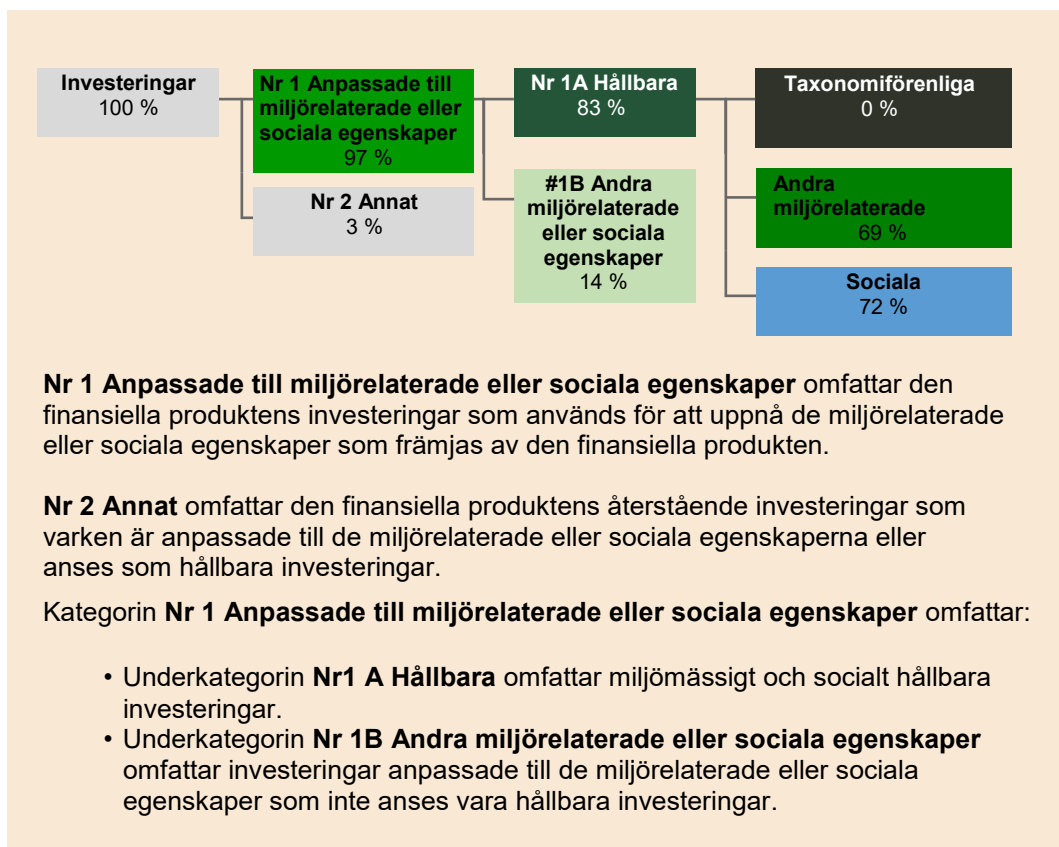 Investeringar
100 %
Nr 1 Anpassade till
miljörelaterade eller
sociala egenskaper
97 %
Nr 2 Annat
3 %
Nr 1A Hållbara
83 %
#1B Andra
miljörelaterade
eller sociala
egenskaper
14 %
Taxonomiförenliga
0 %
Andra
miljörelaterade
69 %
Sociala
72 %
Nr 1 Anpassade till miljörelaterade eller sociala egenskaper omfattar den
finansiella produktens investeringar som används för att uppnå de miljörelaterade
eller sociala egenskaper som främjas av den finansiella produkten.
Nr 2 Annat omfattar den finansiella produktens återstående investeringar som
varken är anpassade till de miljörelaterade eller sociala egenskaperna eller
anses som hållbara investeringar.
Kategorin Nr 1 Anpassade till miljörelaterade eller sociala egenskaper omfattar:
• Underkategorin Nr1 A Hållbara omfattar miljömässigt och socialt hållbara
investeringar.
• Underkategorin Nr 1B Andra miljörelaterade eller sociala egenskaper
omfattar investeringar anpassade till de miljörelaterade eller sociala
egenskaper som inte anses vara hållbara investeringar.